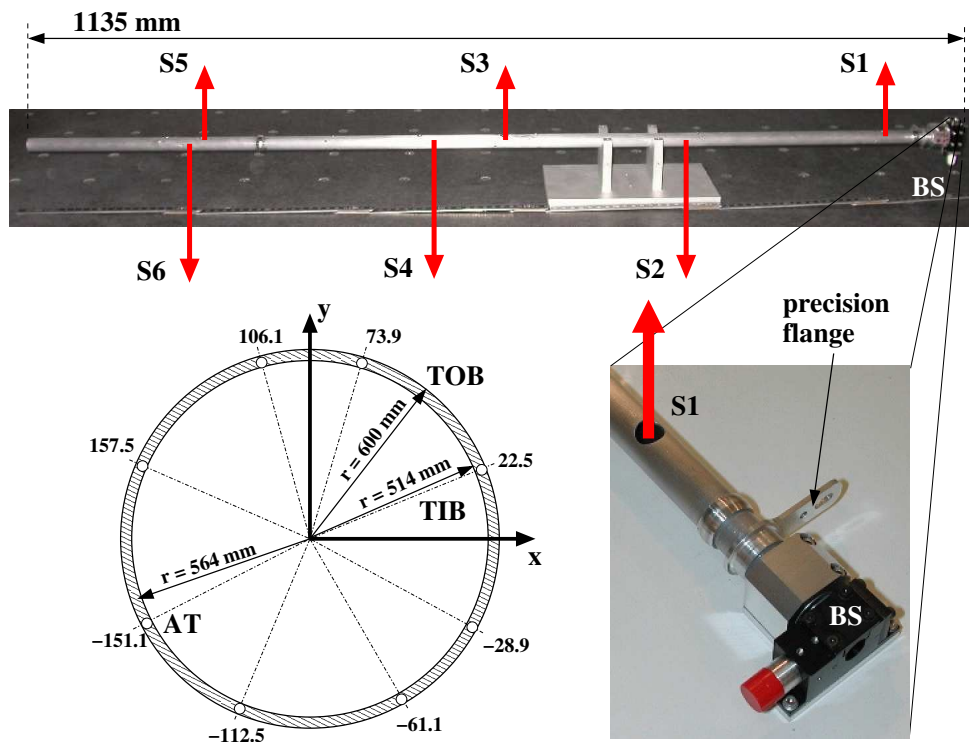 1135 mm
S5
S3
S1
BS
S6
S4
S2
y
precision
flange
106.1
73.9
TOB
S1
r = 600 mm
157.5
22.5
r = 514 mm
TIB
x
r = 564 mm
AT
−151.1
−28.9
BS
−61.1
−112.5